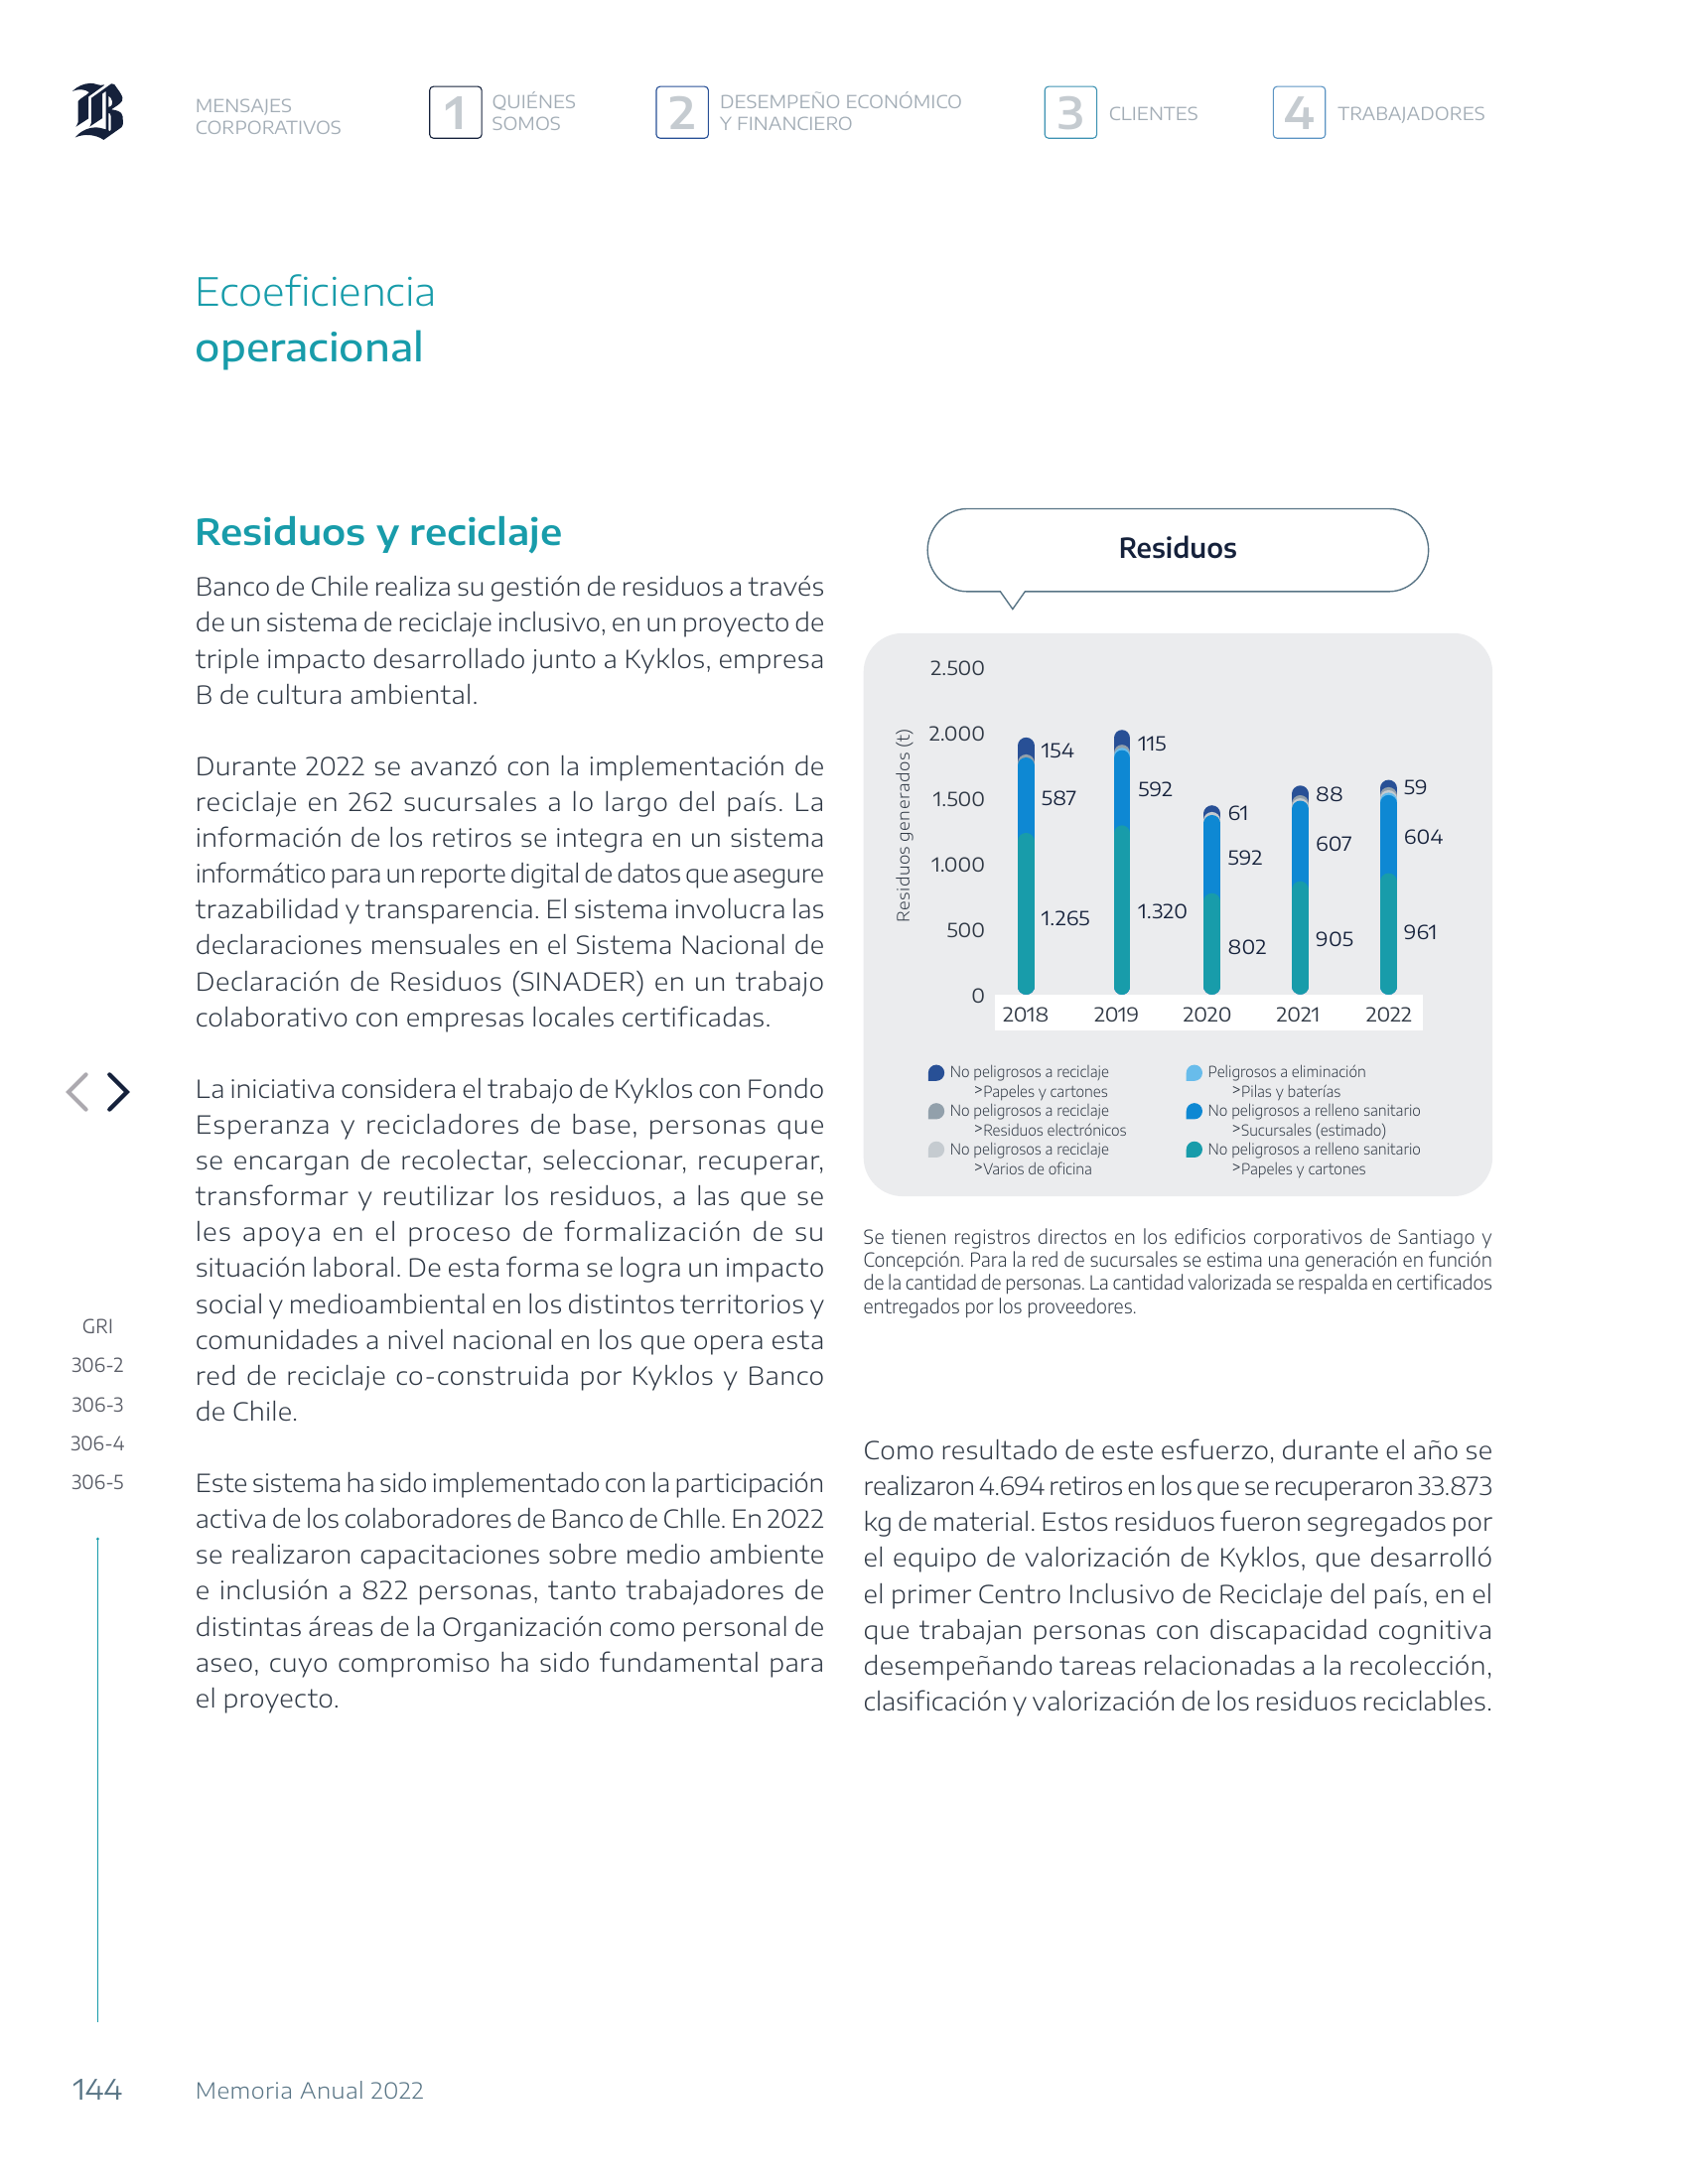 B
MENSAJES
CORPORATIVOS
1
QUIÉNES
SOMOS
2
DESEMPEÑO ECONÓMICO
Y FINANCIERO
3
CLIENTES
4
TRABAJADORES
Ecoeficiencia
operacional
Residuos y reciclaje
Banco de Chile realiza su gestión de residuos a través
de un sistema de reciclaje inclusivo, en un proyecto de
triple impacto desarrollado junto a Kyklos, empresa
B de cultura ambiental.
Durante 2022 se avanzó con la implementación de
reciclaje en 262 sucursales a lo largo del país. La
información de los retiros se integra en un sistema
informático para un reporte digital de datos que asegure
trazabilidad y transparencia. El sistema involucra las
declaraciones mensuales en el Sistema Nacional de
Declaración de Residuos (SINADER) en un trabajo
colaborativo con empresas locales certificadas.
La iniciativa considera el trabajo de Kyklos con Fondo
Esperanza y recicladores de base, personas que
se encargan de recolectar, seleccionar, recuperar,
transformar y reutilizar los residuos, a las que se
les apoya en el proceso de formalización de su
situación laboral. De esta forma se logra un impacto
social y medioambiental en los distintos territorios y
comunidades a nivel nacional en los que opera esta
red de reciclaje co-construida por Kyklos y Banco
de Chile.
Este sistema ha sido implementado con la participación
activa de los colaboradores de Banco de ChIle. En 2022
se realizaron capacitaciones sobre medio ambiente
e inclusión a 822 personas, tanto trabajadores de
distintas áreas de la Organización como personal de
aseo, cuyo compromiso ha sido fundamental para
el proyecto.
Residuos
Residuos generados (t)
2.500
2.000
1.500
1.000
500
0
154
587
1.265
115
592
1.320
61
592
802
88
607
905
59
604
961
2018 2019 2020 2021 2022
No peligrosos a reciclaje
>Papeles y cartones
No peligrosos a reciclaje
>Residuos electrónicos
No peligrosos a reciclaje
>Varios de oficina
Peligrosos a eliminación
>Pilas y baterías
No peligrosos a relleno sanitario
>Sucursales (estimado)
No peligrosos a relleno sanitario
>Papeles y cartones
Se tienen registros directos en los edificios corporativos de Santiago y
Concepción. Para la red de sucursales se estima una generación en función
de la cantidad de personas. La cantidad valorizada se respalda en certificados
entregados por los proveedores.
Como resultado de este esfuerzo, durante el año se
realizaron 4.694 retiros en los que se recuperaron 33.873
kg de material. Estos residuos fueron segregados por
el equipo de valorización de Kyklos, que desarrolló
el primer Centro Inclusivo de Reciclaje del país, en el
que trabajan personas con discapacidad cognitiva
desempeñando tareas relacionadas a la recolección,
clasificación y valorización de los residuos reciclables.
GRI
306-2
306-3
306-4
306-5
144
Memoria Anual 2022